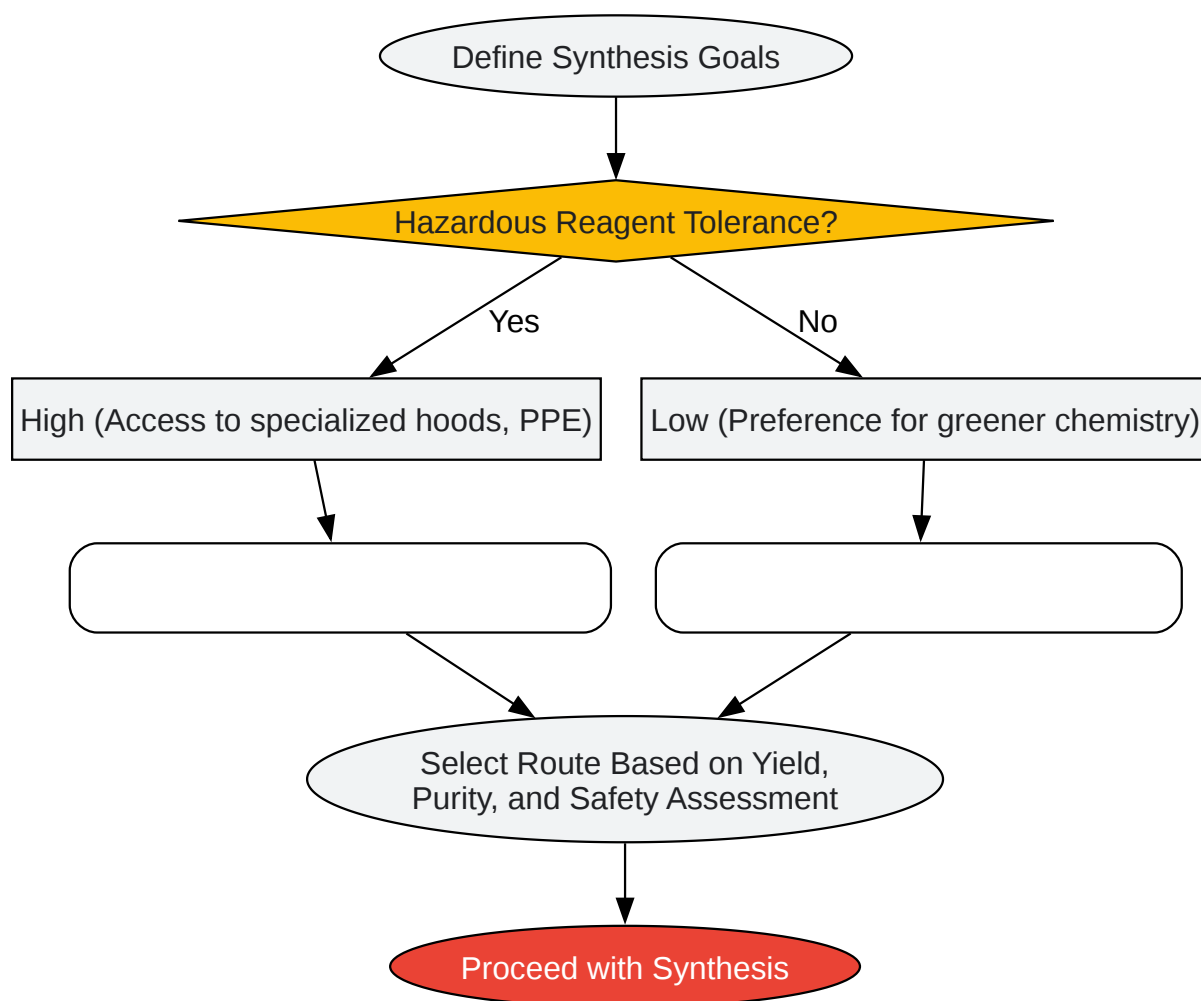 Define Synthesis Goals
Hazardous Reagent Tolerance?
Yes
No
High (Access to specialized hoods, PPE)
Low (Preference for greener chemistry)
Select Route Based on Yield,
Purity, and Safety Assessment
Proceed with Synthesis